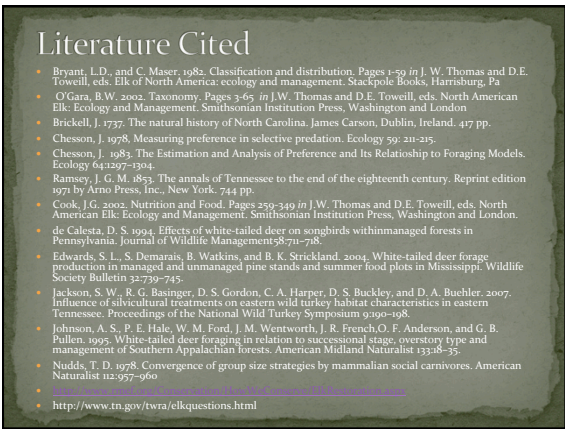 Literature Cited
Bryant, L.D., and C. Maser. 1982. Classification and distribution. Pages 1-59 in J. W. Thomas and D.E.
Toweill, eds. Elk of North America: ecology and management. Stackpole Books, Harrisburg, Pa
O'Gara, B.W. 2002. Taxonomy. Pages 3-65 in J.W. Thomas and D.E. Toweill, eds. North American
Elk: Ecology and Management. Smithsonian Institution Press, Washington and London
Brickell, J. 1737. The natural history of North Carolina. James Carson, Dublin, Ireland. 417 pp.
Chesson, J. 1978, Measuring preference in selective predation. Ecology 59: 211-215.
Chesson, J. 1983. The Estimation and Analysis of Preference and Its Relatioship to Foraging Models.
Ecology 64:1297–1304.
Ramsey, J. G. M. 1853. The annals of Tennessee to the end of the eighteenth century. Reprint edition
1971 by Arno Press, Inc., New York. 744 pp.
Cook, J.G. 2002. Nutrition and Food. Pages 259-349 in J.W. Thomas and D.E. Toweill, eds. North
American Elk: Ecology and Management. Smithsonian Institution Press, Washington and London.
de Calesta, D. S. 1994. Effects of white-tailed deer on songbirds withinmanaged forests in
Pennsylvania. Journal of Wildlife Management58:711–718.
Edwards, S. L., S. Demarais, B. Watkins, and B. K. Strickland. 2004. White-tailed deer forage
production in managed and unmanaged pine stands and summer food plots in Mississippi. Wildlife
Society Bulletin 32:739–745.
Jackson, S. W., R. G. Basinger, D. S. Gordon, C. A. Harper, D. S. Buckley, and D. A. Buehler. 2007.
Influence of silvicultural treatments on eastern wild turkey habitat characteristics in eastern
Tennessee. Proceedings of the National Wild Turkey Symposium 9:190–198.
Johnson, A. S., P. E. Hale, W. M. Ford, J. M. Wentworth, J. R. French,O. F. Anderson, and G. B.
Pullen. 1995. White-tailed deer foraging in relation to successional stage, overstory type and
management of Southern Appalachian forests. American Midland Naturalist 133:18–35.
Nudds, T. D. 1978. Convergence of group size strategies by mammalian social carnivores. American
Naturalist 112:957–960
http://www.tn.gov/twra/elkquestions.html